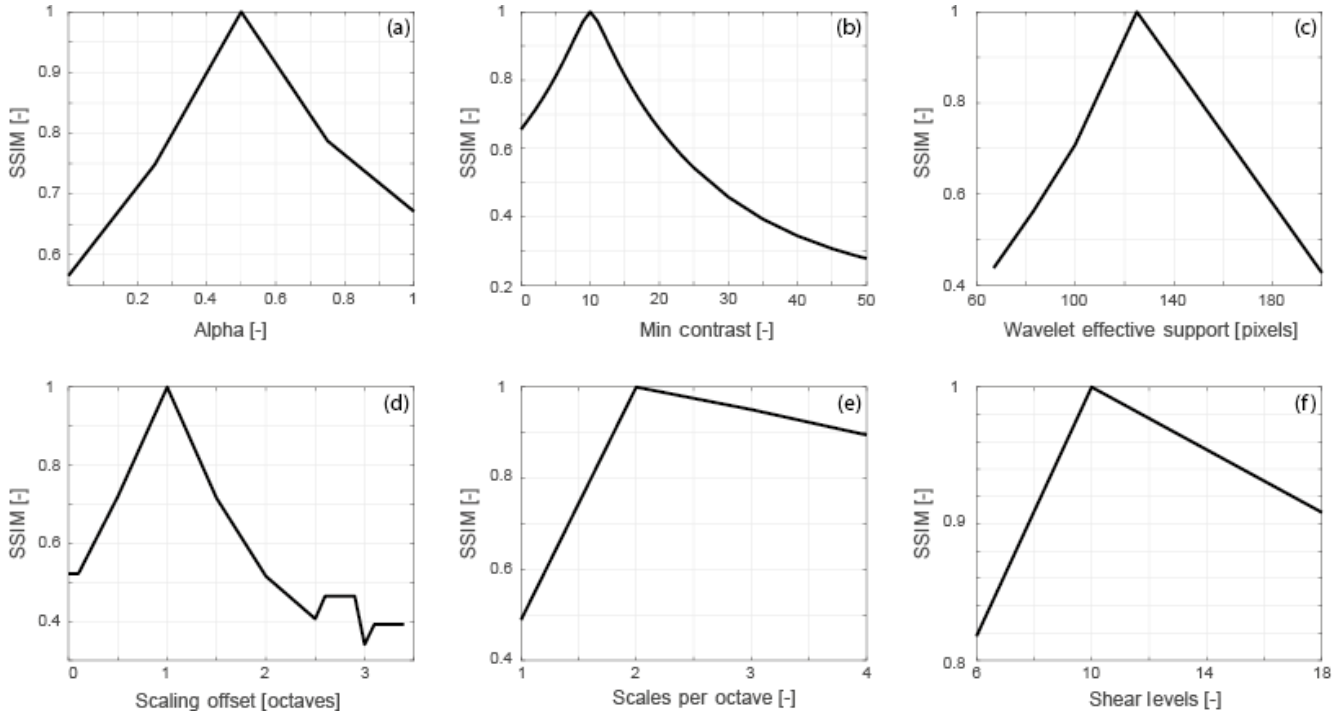 (a)
1
0.9
0.8
0.7
0.6
SSIM [-]
0.2 0.4 0.6 0.8 1
Alpha [-]
(b)
1
0.8
0.6
0.4
0.2
SSIM [-]
0 10 20 30 40 50
Min contrast [-]
(c)
1
0.8
0.6
0.4
SSIM [-]
60 100 140 180
Wavelet effective support [pixels]
(d)
1
0.8
0.6
0.4
SSIM [-]
0 1 2 3
Scaling offset [octaves]
(e)
1
0.8
0.6
0.4
SSIM [-]
1 2 3 4
Scales per octave [-]
(f)
1
0.9
0.8
SSIM [-]
6 10 14 18
Shear levels [-]